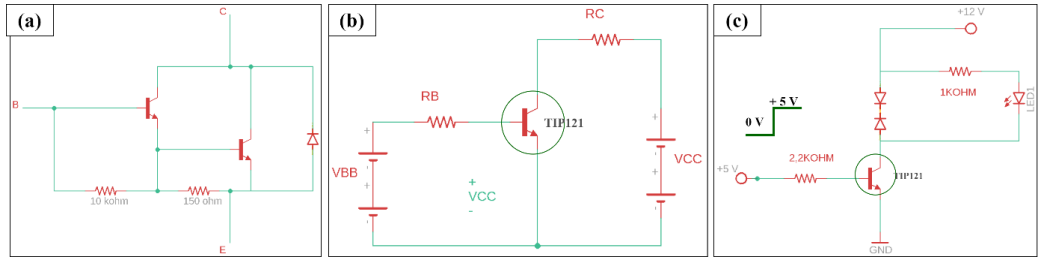 (a)
C
B
10 kohm
150 ohm
E
(b)
RC
RB
TIP121
+
+
VBB
+
-
+
VCC
-
+
-
+
VCC
-
-
(c)
+12 V
1KOHM
LED1
+ 5 V
0 V
2,2KOHM
+5 V
TIP121
GND